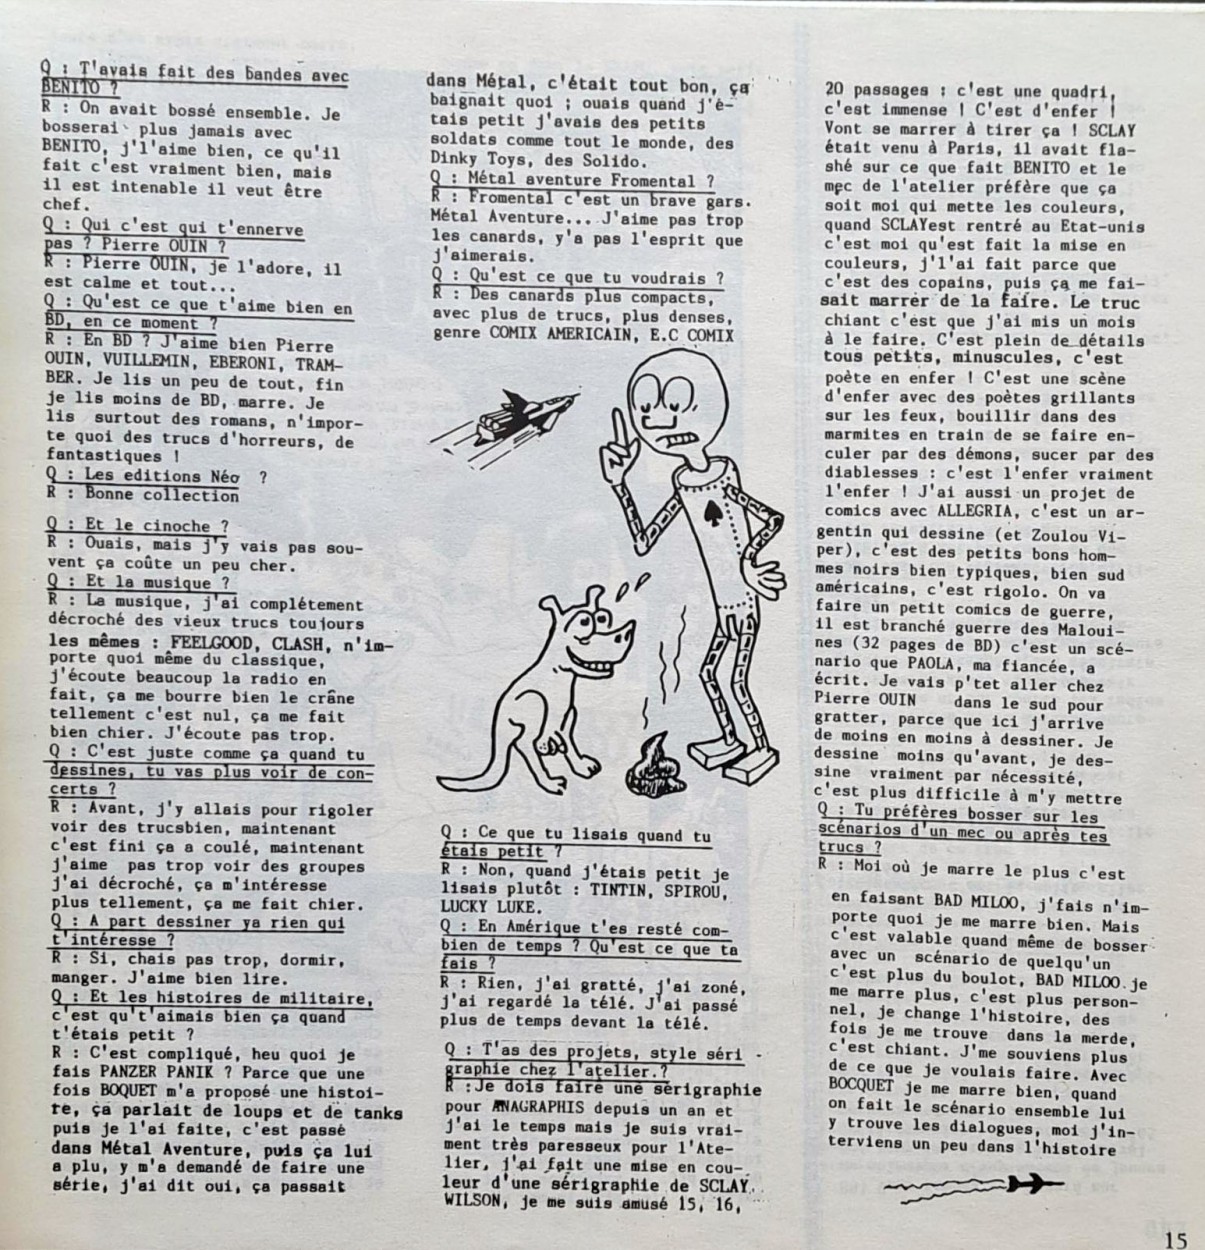 Q : T'avais fait des bandes avec
BENITO ?
R : On avait bossé ensemble. Je
bosserai plus jamais avec
BENITO, j'l'aime bien, ce qu'il
fait c'est vraiment bien, mais
il est intenable il veut être
chef.
Q : Qui c'est qui t'ennerve
pas ? Pierre OUIN ?
R : Pierre OUIN, je l'adore, il
est calme et tout...
Q : Qu'est ce que t'aime bien en
BD, en ce moment ?
R : En BD ? J'aime bien Pierre
OUIN, VUILLEMIN, EBERONI, TRAM-
BER. Je lis un peu de tout, fin
je lis moins de BD, marre. Je
lis surtout des romans, n'impor-
te quoi des trucs d'horreurs, de
fantastiques !
Q : Les editions Néo ?
R : Bonne collection
Q : Et le cinoche ?
R : Ouais, mais j'y vais pas sou-
vent ça coûte un peu cher.
Q : Et la musique ?
R : La musique, j'ai complétement
décroché des vieux trucs toujours
les mêmes : FEELGOOD, CLASH, n'im-
porte quoi même du classique,
j'écoute beaucoup la radio en
fait, ça me bourre bien le crâne
tellement c'est nul, ça me fait
bien chier. J'écoute pas trop.
Q : C'est juste comme ça quand tu
dessines, tu vas plus voir de con-
certs ?
R : Avant, j'y allais pour rigoler
voir des trucsbien, maintenant
c'est fini ça a coulé, maintenant
j'aime pas trop voir des groupes
j'ai décroché, ça m'intéresse
plus tellement, ça me fait chier.
Q : A part dessiner ya rien qui
t'intéresse ?
R : Si, chais pas trop, dormir,
manger. J'aime bien lire.
Q : Et les histoires de militaire,
c'est qu't'aimais bien ça quand
t'étais petit ?
R : C'est compliqué, heu quoi je
fais PANZER PANIK ? Parce que une
fois BOQUET m'a proposé une histoi-
re, ça parlait de loups et de tanks
puis je l'ai faite, c'est passé
dans Métal Aventure, puis ça lui
a plu, y m'a demandé de faire une
série, j'ai dit oui, ça passait
dans Métal, c'était tout bon, ça
baignait quoi ; ouais quand j'é-
tais petit j'avais des petits
soldats comme tout le monde, des
Dinky Toys, des Solido.
Q : Métal aventure Fromental ?
R : Fromental c'est un brave gars.
Métal Aventure... J'aime pas trop
les canards, y'a pas l'esprit que
j'aimerais.
Q : Qu'est ce que tu voudrais ?
R : Des canards plus compacts,
avec plus de trucs, plus denses,
genre COMIX AMERICAIN, E.C COMIX
Q : Ce que tu lisais quand tu
étais petit ?
R : Non, quand j'étais petit je
lisais plutôt : TINTIN, SPIROU,
LUCKY LUKE.
Q : En Amérique t'es resté com-
bien de temps ? Qu'est ce que ta
fais ?
R : Rien, j'ai gratté, j'ai zoné,
j'ai regardé la télé. J'ai passé
plus de temps devant la télé.
Q : T'as des projets, style séri -
graphie chez l'atelier.?
R :Je dois faire une sérigraphie
pour ANAGRAPHIS depuis un an et
j'ai le temps mais je suis vrai-
ment très paresseux pour l'Ate-
lier, j'ai fait une mise en cou-
leur d'une sérigraphie de SCLAY
WILSON, je me suis amusé 15, 16,
20 passages : c'est une quadri,
c'est immense ! C'est d'enfer !
Vont se marrer à tirer ça ! SCLAY
était venu à Paris, il avait fla-
shé sur ce que fait BENITO et le
mec de l'atelier préfère que ça
soit moi qui mette les couleurs,
quand SCLAYest rentré au Etat-unis
c'est moi qu'est fait la mise en
couleurs, j'l'ai fait parce que
c'est des copains, puis ça me fai-
sait marrer de la faire. Le truc
chiant c'est que j'ai mis un mois
à le faire. C'est plein de détails
tous petits, minuscules, c'est
poète en enfer ! C'est une scène
d'enfer avec des poètes grillants
sur les feux, bouillir dans des
marmites en train de se faire en-
culer par des démons, sucer par des
diablesses : c'est l'enfer vraiment
l'enfer ! J'ai aussi un projet de
comics avec ALLEGRIA, c'est un ar-
gentin qui dessine (et Zoulou Vi-
per), c'est des petits bons hom-
mes noirs bien typiques, bien sud
américains, c'est rigolo. On va
faire un petit comics de guerre,
il est branché guerre des Maloui-
nes (32 pages de BD) c'est un scé-
nario que PAOLA, ma fiancée, a
écrit. Je vais p'tet aller chez
Pierre OUIN dans le sud pour
gratter, parce que ici j'arrive
de moins en moins à dessiner. Je
dessine moins qu'avant, je des-
sine vraiment par nécessité,
c'est plus difficile à m'y mettre
Q : Tu préfères bosser sur les
scénarios d'un mec ou après tes
trucs ?
R : Moi où je marre le plus c'est
en faisant BAD MILOO, j'fais n'im-
porte quoi je me marre bien. Mais
c'est valable quand même de bosser
avec un scénario de quelqu'un
c'est plus du boulot, BAD MILOO je
me marre plus, c'est plus person-
nel, je change l'histoire, des
fois je me trouve dans la merde,
c'est chiant. J'me souviens plus
de ce que je voulais faire. Avec
BOCQUET je me marre bien, quand
on fait le scénario ensemble lui
y trouve les dialogues, moi j'in-
terviens un peu dans l'histoire
15